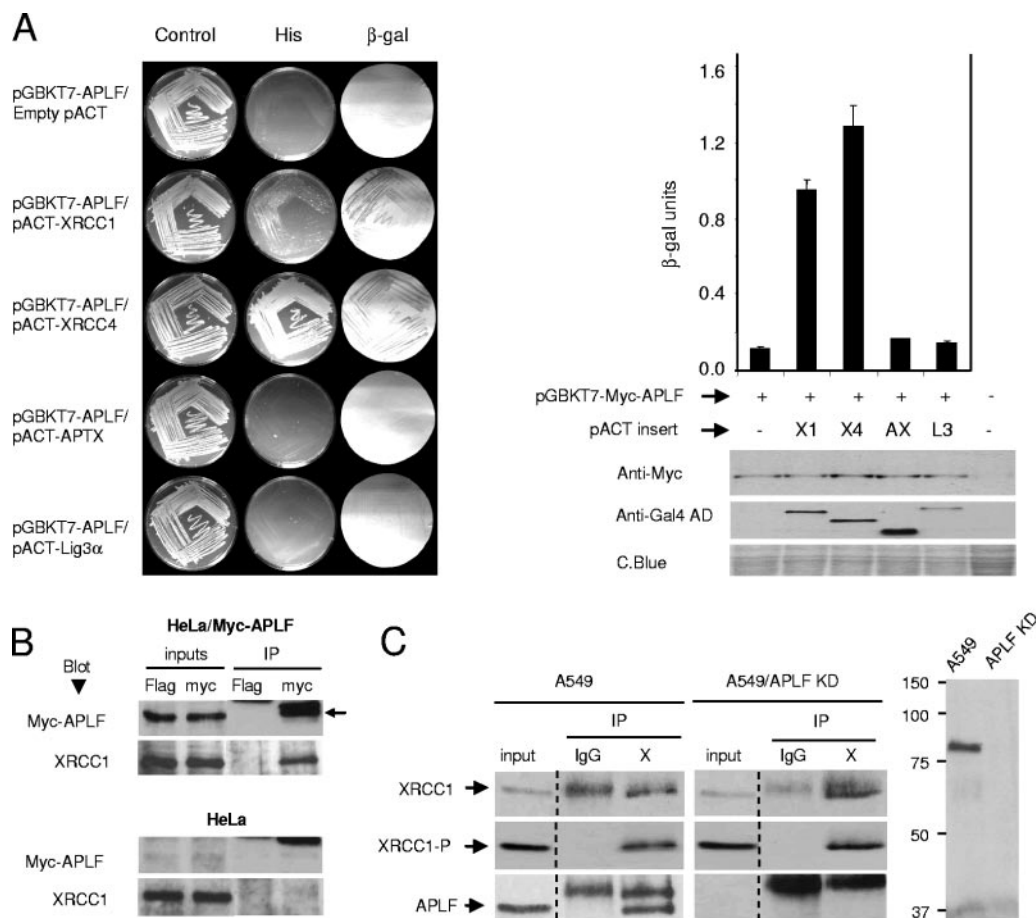 A
Control His β-gal
pGBKT7-APLF/
Empty pACT
pGBKT7-APLF/
pACT-XRCC1
pGBKT7-APLF/
pACT-XRCC4
pGBKT7-APLF/
pACT-APTX
pGBKT7-APLF/
pACT-Lig3α
β-gal units
1.6
1.2
0.8
0.4
0.0
pGBKT7-Myc-APLF + + + + + -
pACT insert - X1 X4 AX L3 -
Anti-Myc
Anti-Gal4 AD
C.Blue
B
HeLa/Myc-APLF
Blot inputs IP
Flag myc Flag myc
Myc-APLF
XRCC1
HeLa
Myc-APLF
XRCC1
C
A549 A549/APLF KD
IP IP
input IgG X input IgG X
XRCC1
XRCC1-P
APLF
A549 APLF KD
150
100
75
50
37